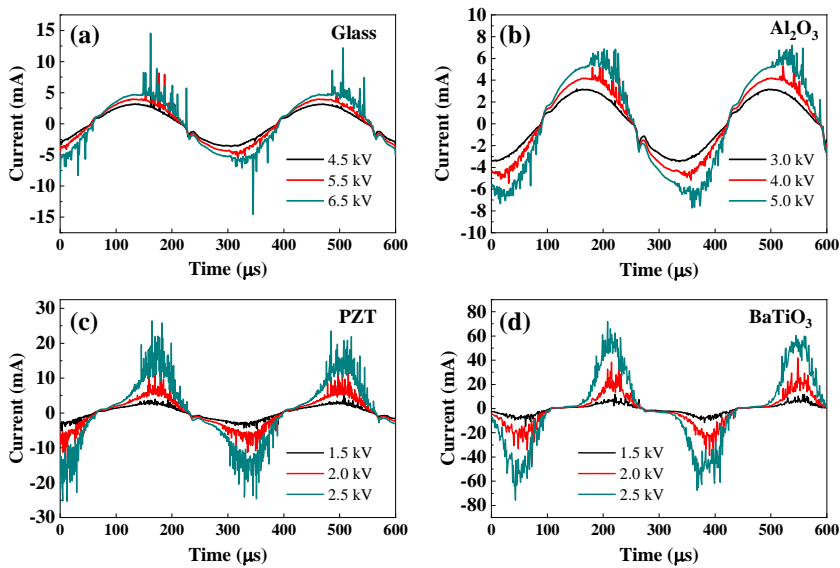 (a) Glass
Current (mA)
15
10
5
0
-5
-10
-15
4.5 kV
5.5 kV
6.5 kV
0 100 200 300 400 500 600
Time (μs)
(b) Al₂O₃
Current (mA)
10
8
6
4
2
0
-2
-4
-6
-8
-10
3.0 kV
4.0 kV
5.0 kV
0 100 200 300 400 500 600
Time (μs)
(c) PZT
Current (mA)
30
20
10
0
-10
-20
-30
1.5 kV
2.0 kV
2.5 kV
0 100 200 300 400 500 600
Time (μs)
(d) BaTiO₃
Current (mA)
80
60
40
20
0
-20
-40
-60
-80
1.5 kV
2.0 kV
2.5 kV
0 100 200 300 400 500 600
Time (μs)